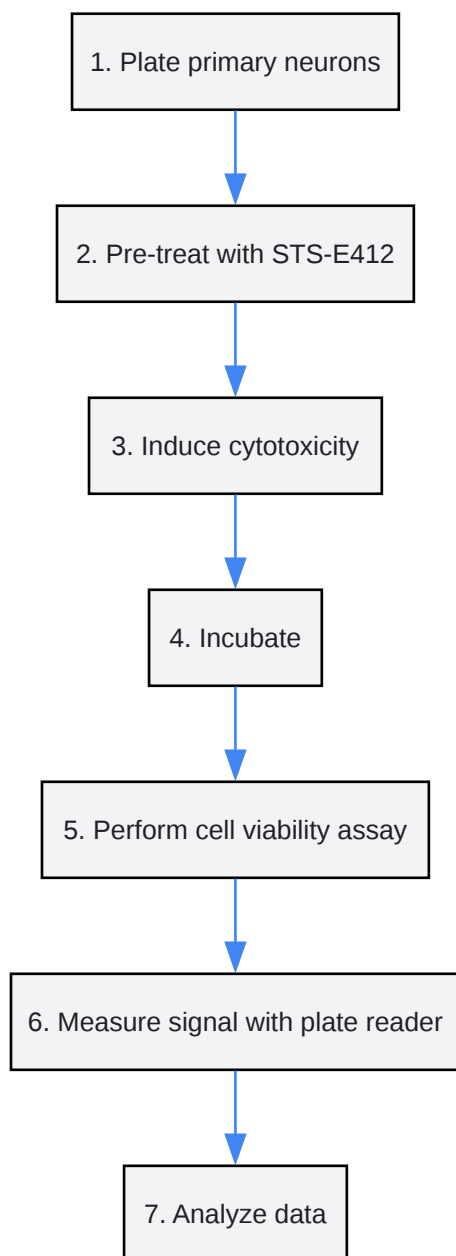 1. Plate primary neurons
2. Pre-treat with STS-E412
3. Induce cytotoxicity
4. Incubate
5. Perform cell viability assay
6. Measure signal with plate reader
7. Analyze data